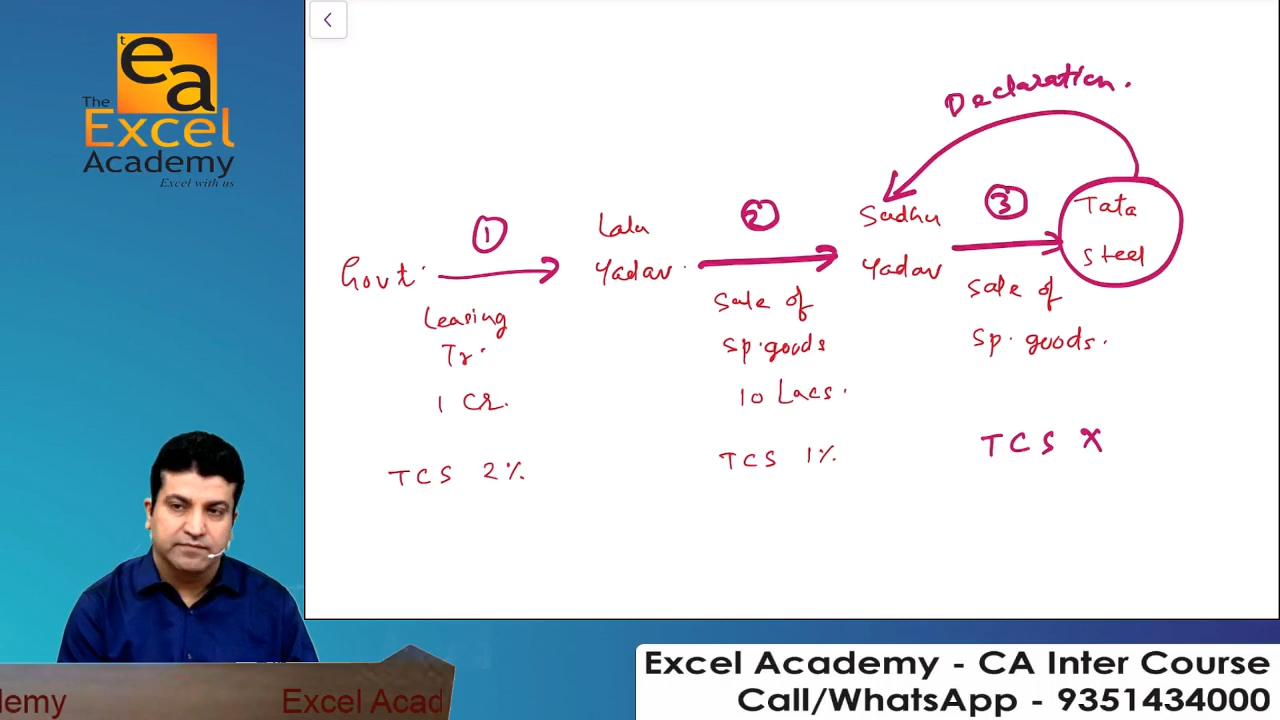 t
ea
The
Excel
Academy
Excel with us
Declaration.
① ② ③
Govt.
Lalu
Yadav.
Sadhu
Yadav
Tata
Steel
Leasing
Tr.
1 Cr.
TCS 2%
Sale of
Sp. goods
10 Lacs.
TCS 1%.
Sale of
Sp. goods.
TCS X
demy
Excel Acad
Excel Academy - CA Inter Course
Call/WhatsApp - 9351434000